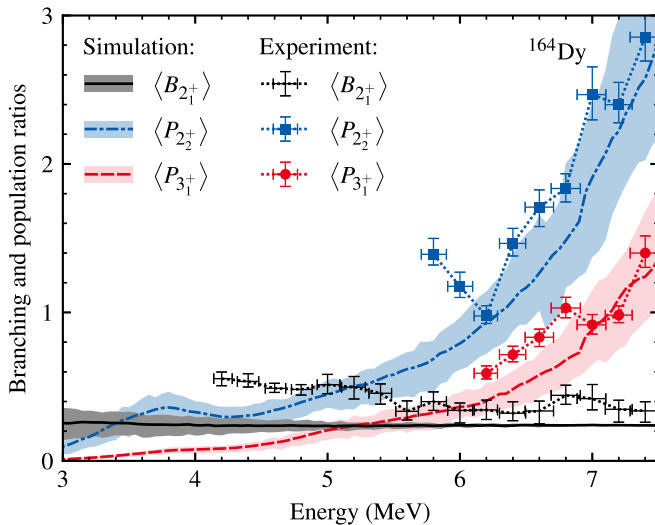 Simulation: Experiment: ¹⁶⁴Dy
⟨B₂₁⁺⟩ ⟨B₂₁⁺⟩
⟨P₂₂⁺⟩ ⟨P₂₂⁺⟩
⟨P₃₁⁺⟩ ⟨P₃₁⁺⟩
3
2
1
0
3 4 5 6 7
Branching and population ratios
Energy (MeV)